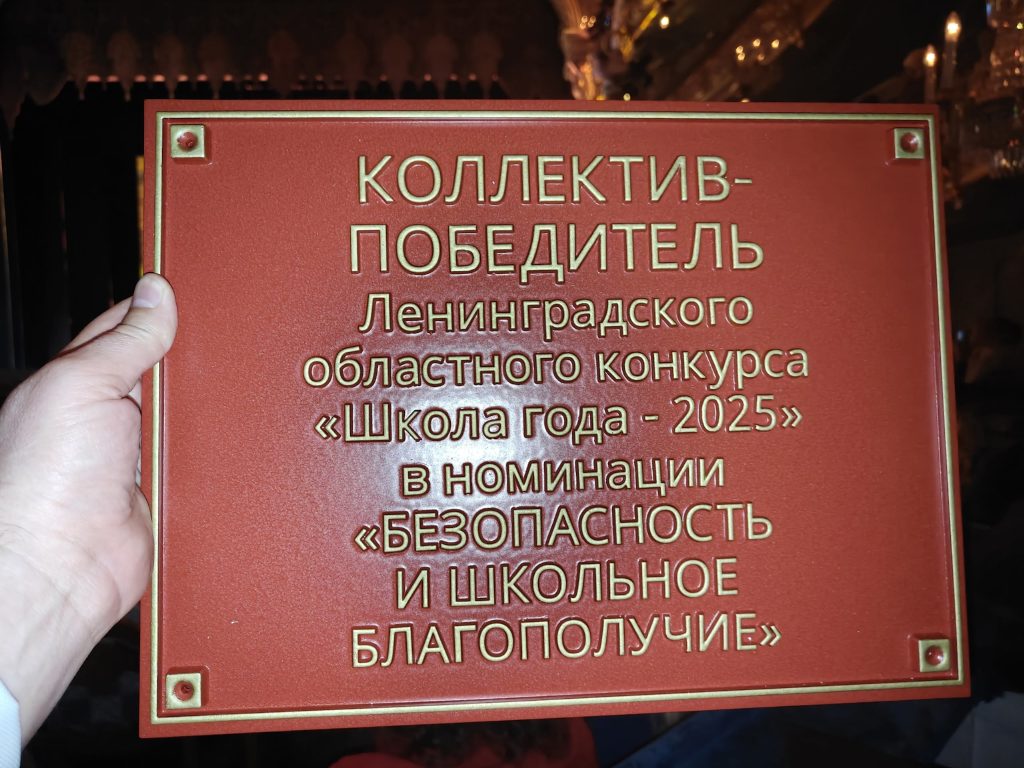 КОЛЛЕКТИВ-
ПОБЕДИТЕЛЬ
Ленинградского
областного конкурса
«Школа года - 2025»
в номинации
«БЕЗОПАСНОСТЬ
И ШКОЛЬНОЕ
БЛАГОПОЛУЧИЕ»